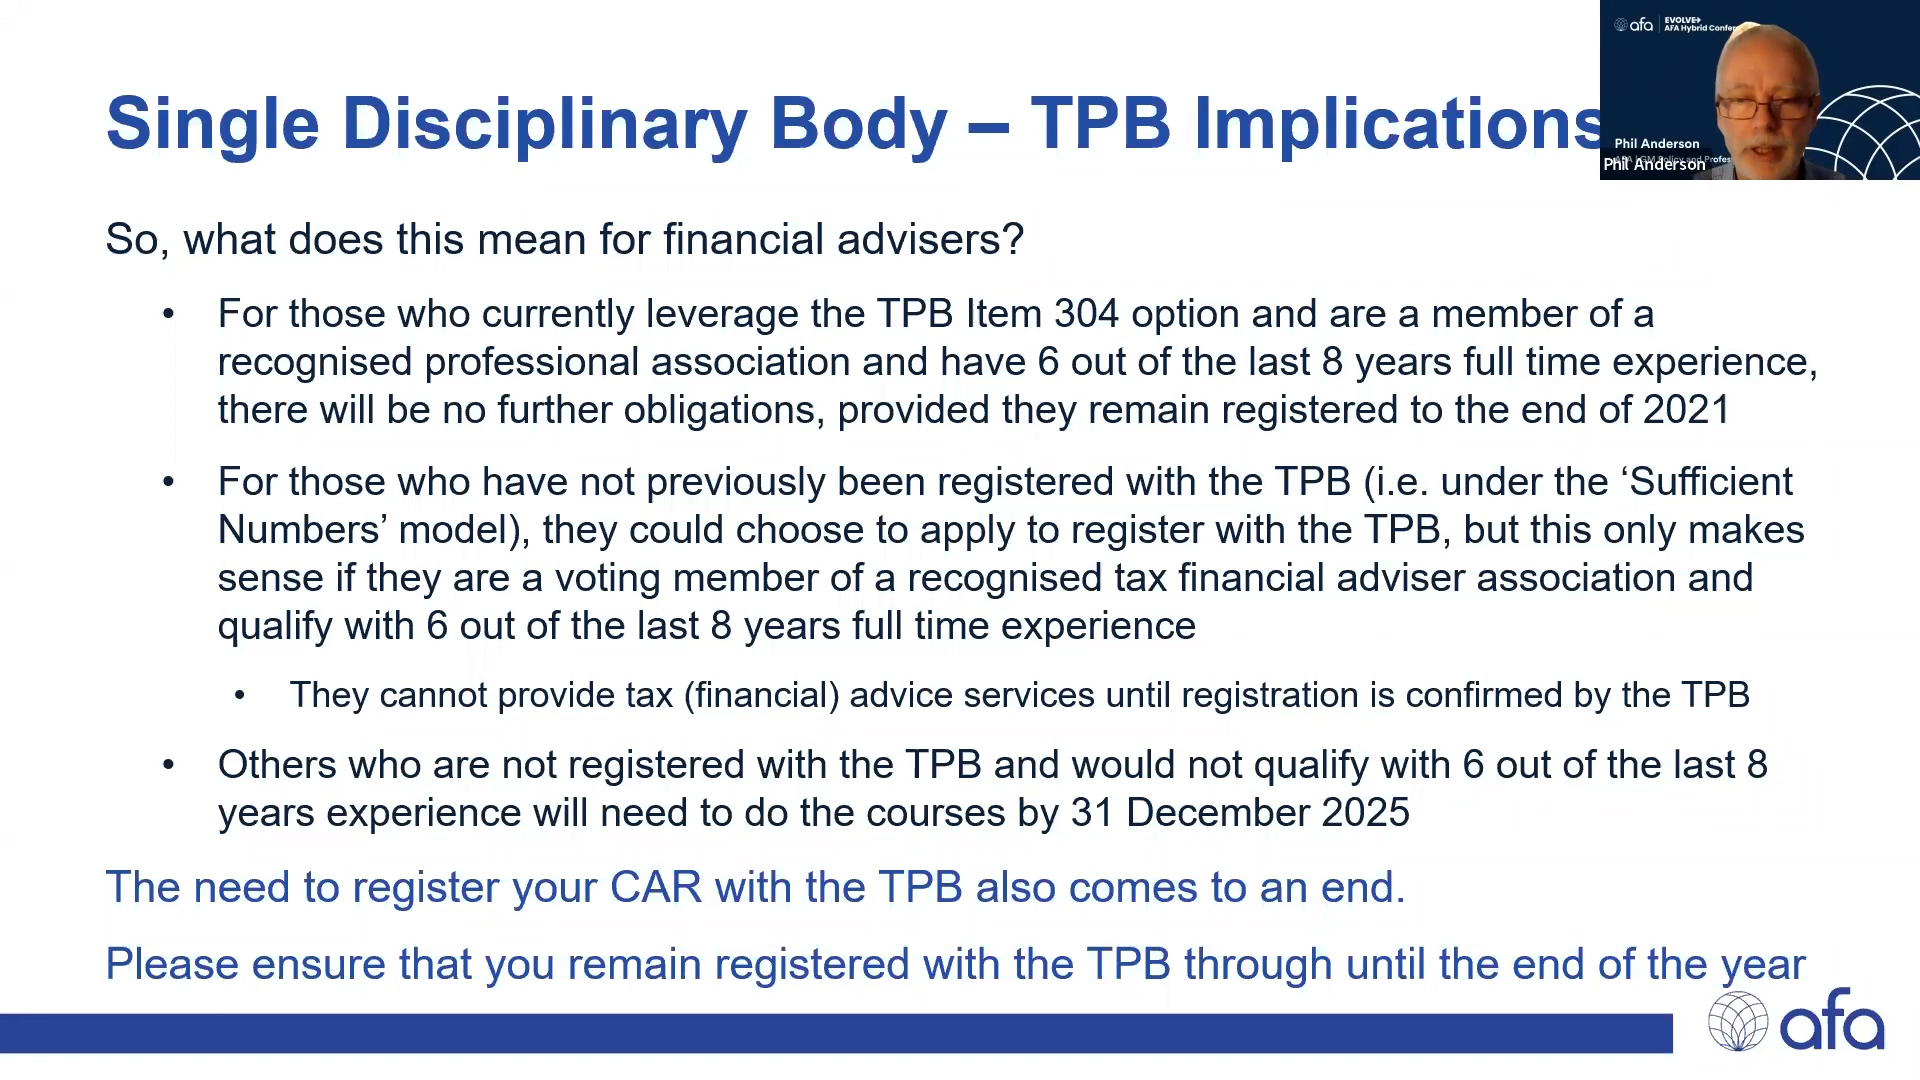 afa | EVOLVE
AFA Hybrid
Single Disciplinary Body – TPB Implications
Phil Anderson
Phil Anderson
So, what does this mean for financial advisers?
• For those who currently leverage the TPB Item 304 option and are a member of a
recognised professional association and have 6 out of the last 8 years full time experience,
there will be no further obligations, provided they remain registered to the end of 2021
• For those who have not previously been registered with the TPB (i.e. under the ‘Sufficient
Numbers’ model), they could choose to apply to register with the TPB, but this only makes
sense if they are a voting member of a recognised tax financial adviser association and
qualify with 6 out of the last 8 years full time experience
• They cannot provide tax (financial) advice services until registration is confirmed by the TPB
• Others who are not registered with the TPB and would not qualify with 6 out of the last 8
years experience will need to do the courses by 31 December 2025
The need to register your CAR with the TPB also comes to an end.
Please ensure that you remain registered with the TPB through until the end of the year
afa